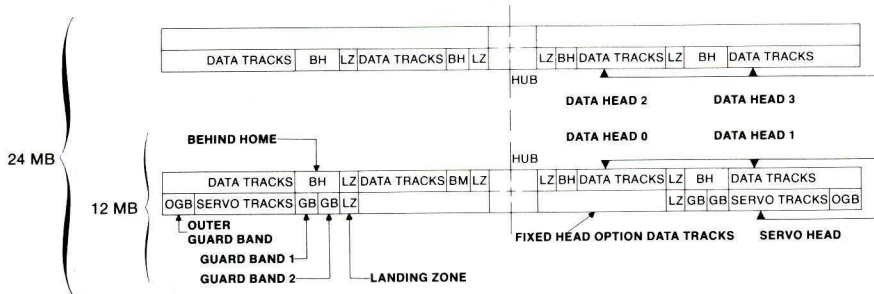 DATA TRACKS BH LZ DATA TRACKS BH LZ LZ BH DATA TRACKS LZ BH DATA TRACKS
HUB
DATA HEAD 2 DATA HEAD 3
24 MB
BEHIND HOME
DATA HEAD 0 DATA HEAD 1
HUB
12 MB
DATA TRACKS BH LZ DATA TRACKS BM LZ LZ BH DATA TRACKS LZ BH DATA TRACKS
OGB SERVO TRACKS GB GB LZ LZ GB GB SERVO TRACKS OGB
OUTER
GUARD BAND
FIXED HEAD OPTION DATA TRACKS SERVO HEAD
GUARD BAND 1
GUARD BAND 2 LANDING ZONE